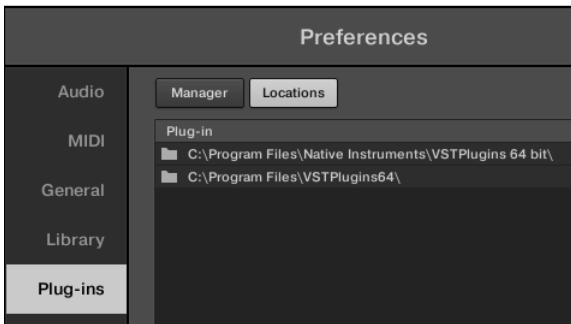 Preferences
Audio
MIDI
General
Library
Plug-ins
Manager Locations
Plug-in
C:\Program Files\Native Instruments\VSTPlugins 64 bit\
C:\Program Files\VSTPlugins64\